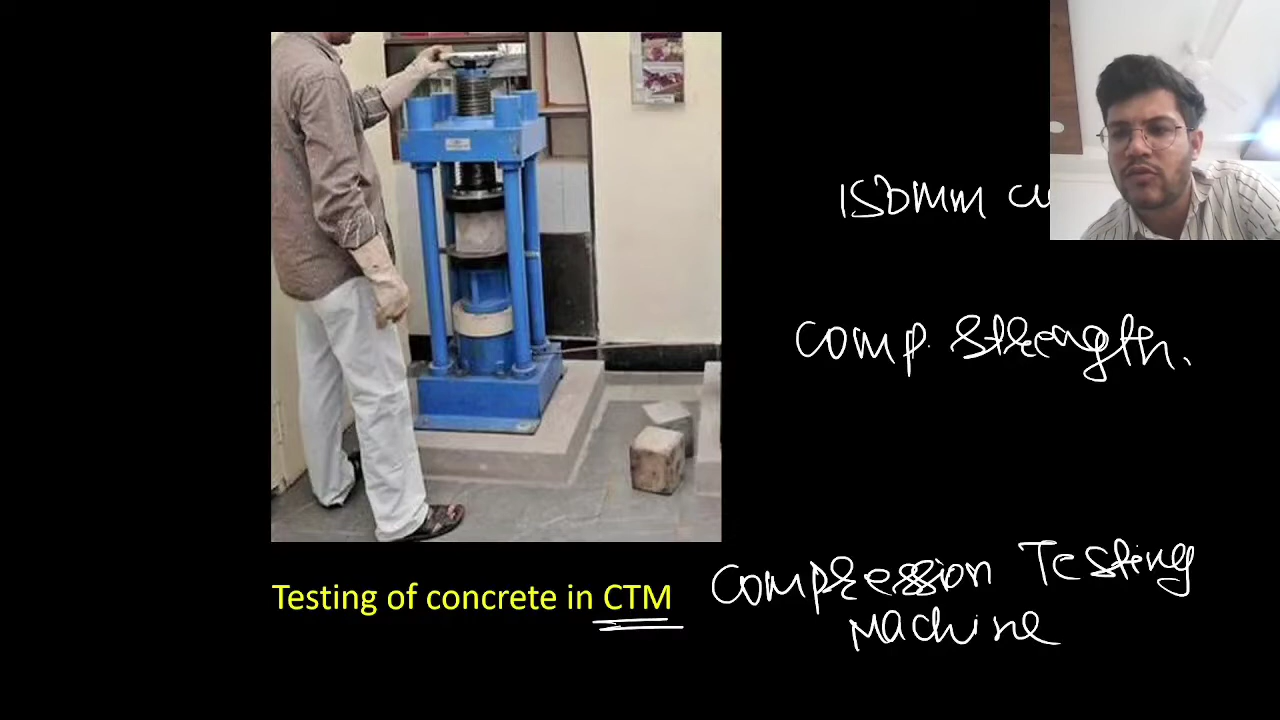 150mm
Comp. Strength.
Testing of concrete in CTM
Compression Testing
Machine